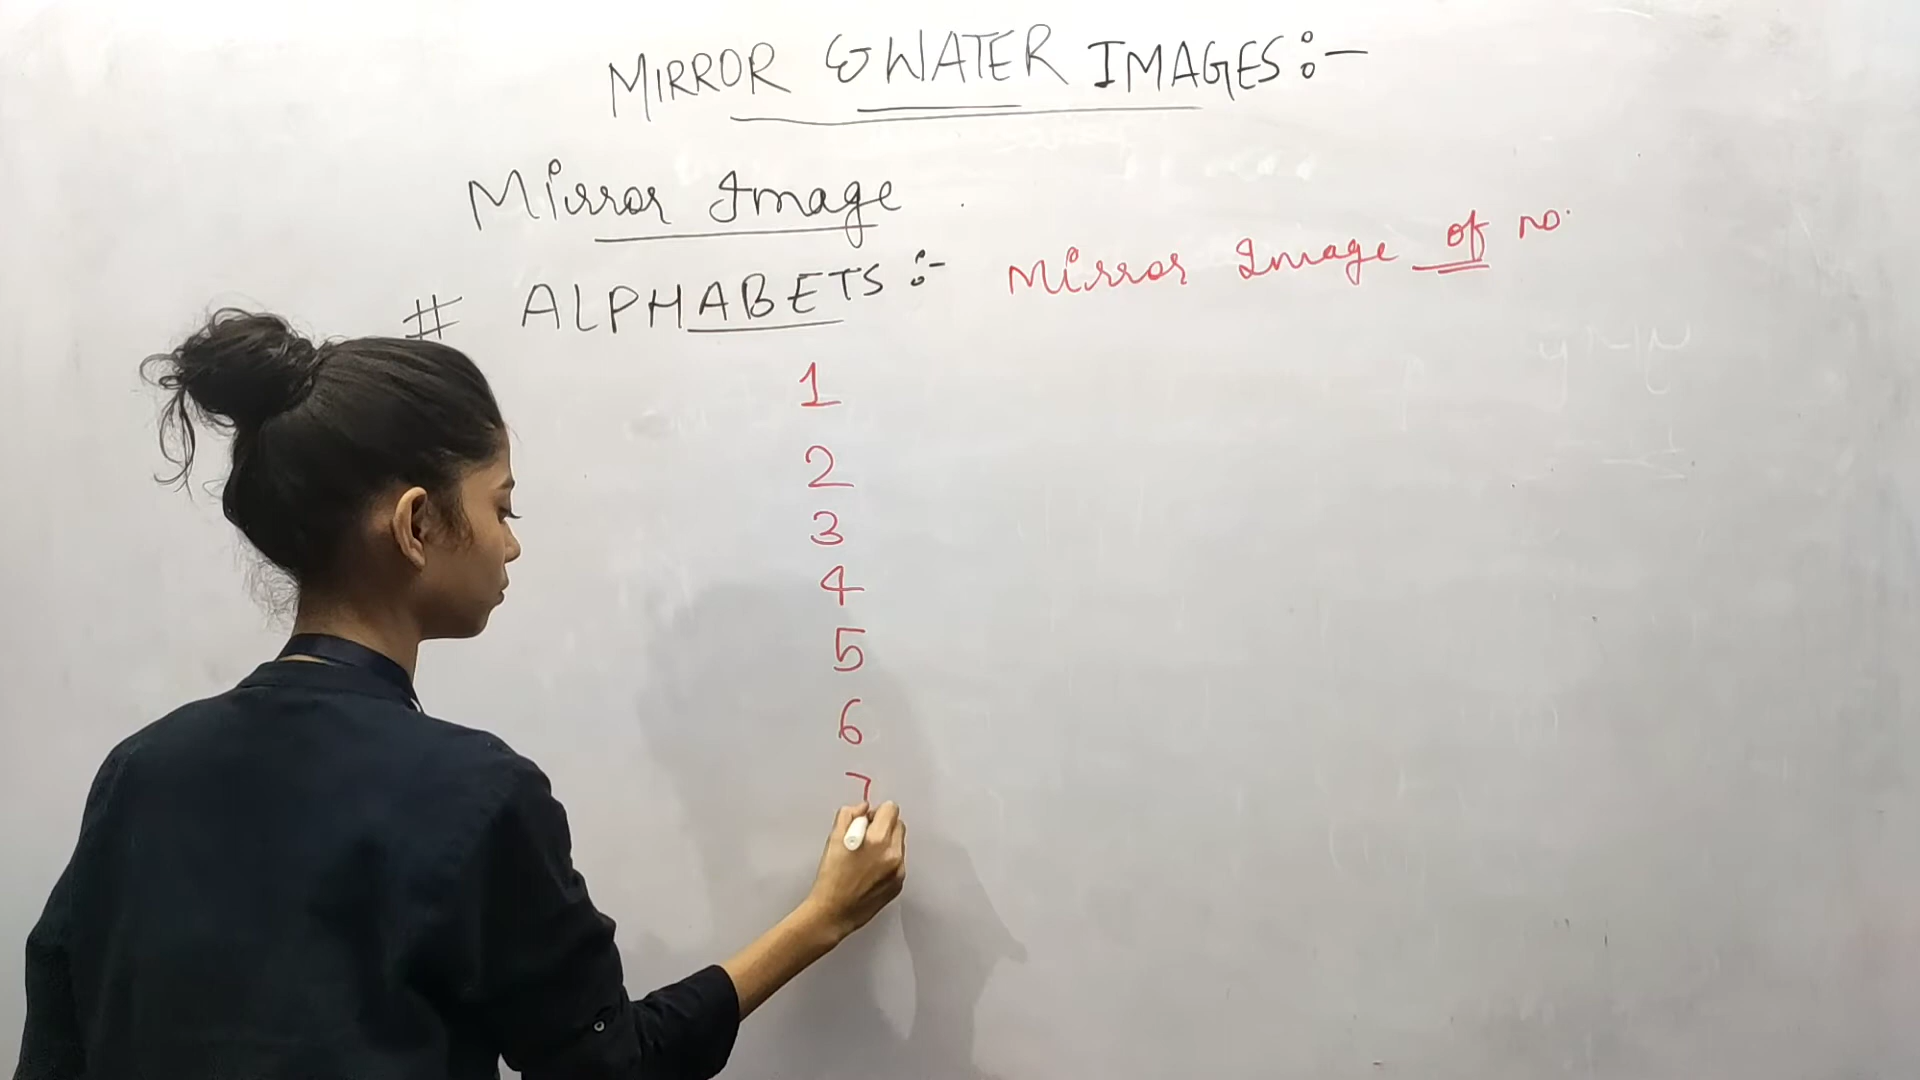 MIRROR & WATER IMAGES:-
Mirror Image
# ALPHABETS:- Mirror Image of no.
1
2
3
4
5
6
7